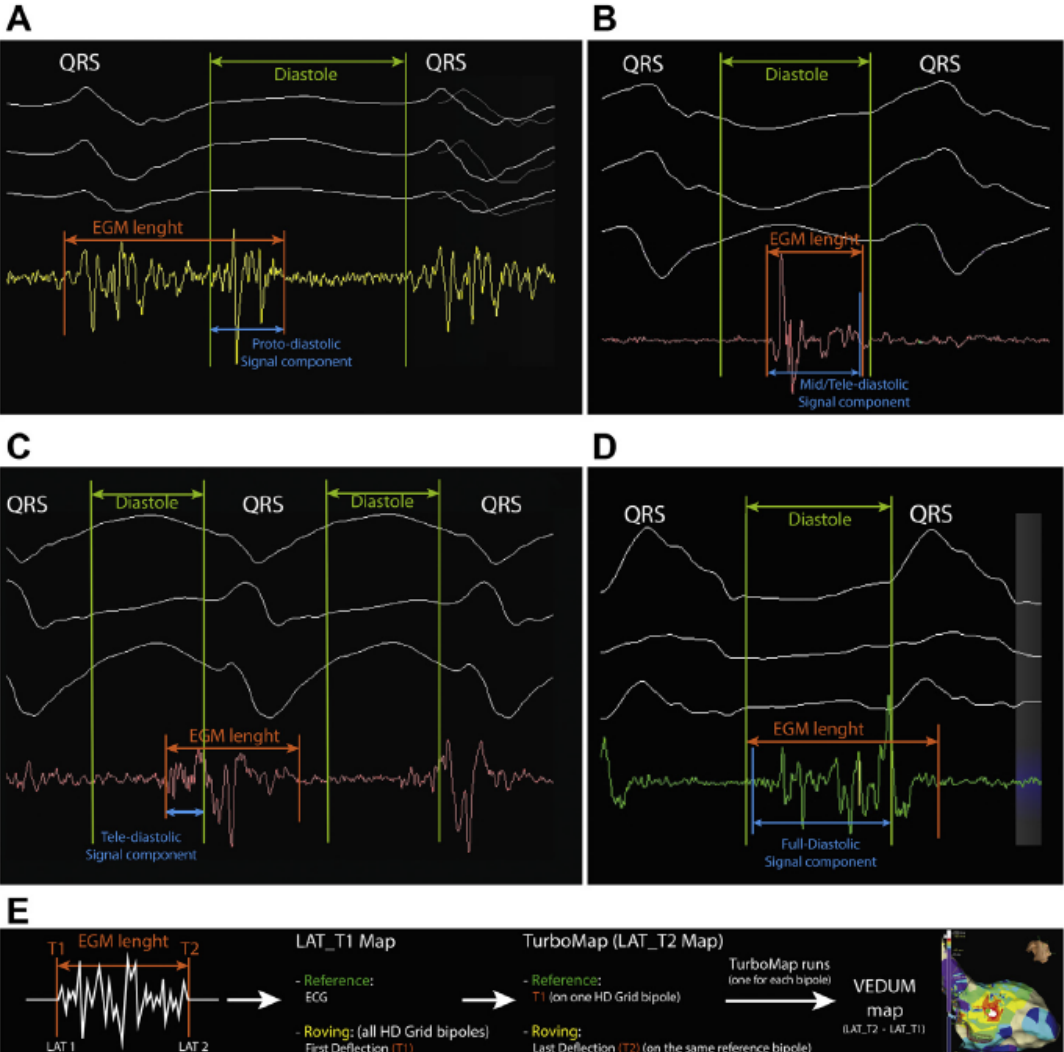 A
QRS
Diastole
QRS
EGM lenght
Proto-diastolic
Signal component
B
QRS
Diastole
QRS
EGM lenght
Mid/Tele-diastolic
Signal component
C
QRS
Diastole
QRS
Diastole
QRS
EGM lenght
Tele-diastolic
Signal component
D
QRS
Diastole
QRS
EGM lenght
Full-Diastolic
Signal component
E
T1 EGM lenght T2
LAT 1 LAT 2
LAT_T1 Map
- Reference:
ECG
- Roving: (all HD Grid bipoles)
First Deflection (T1)
TurboMap (LAT_T2 Map)
- Reference:
T1 (on one HD Grid bipole)
- Roving:
Last Deflection (T2) (on the same reference bipole)
TurboMap runs
(one for each bipole)
VEDUM
map
(LAT_T2 - LAT_T1)